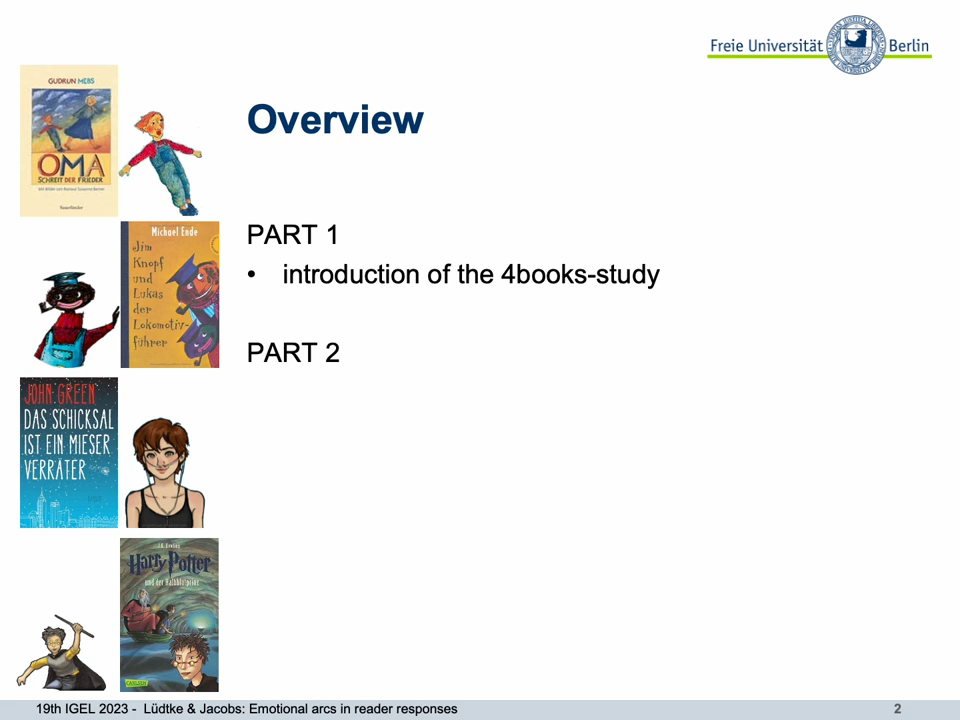 Freie Universität Berlin
GUDRUN MEBS
OMA
SCHREIT DER FRIEDER
Overview
Michael Ende
Jim
Knopf
und
Lukas
der
Lokomotiv-
führer
PART 1
• introduction of the 4books-study
PART 2
JOHN GREEN
DAS SCHICKSAL
IST EIN MIESER
VERRÄTER
Harry Potter
und der Halbblutprinz
CARLSEN
19th IGEL 2023 - Lüdtke & Jacobs: Emotional arcs in reader responses
2